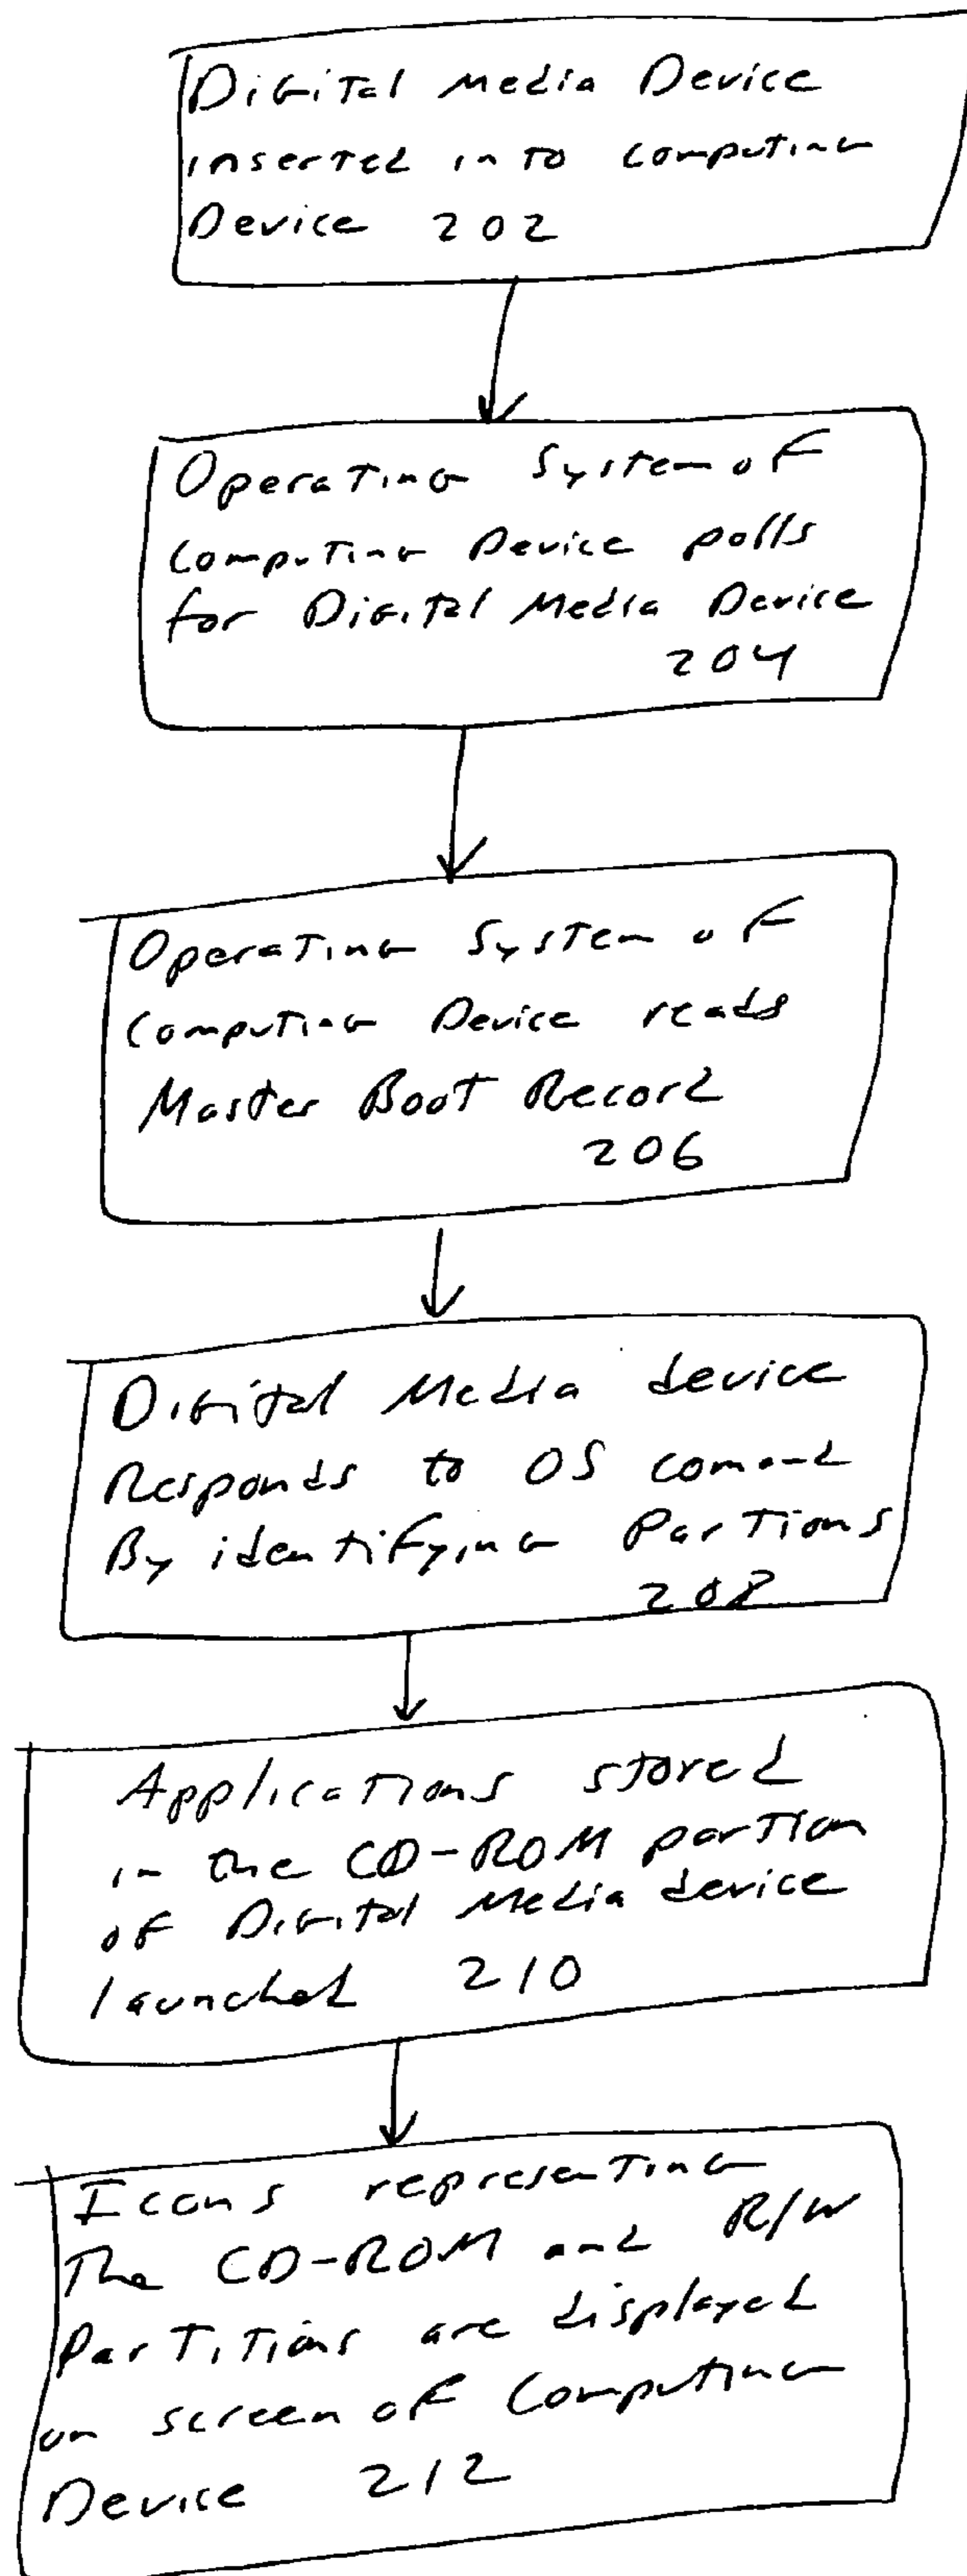 Digital Media Device
inserted into computing
Device 202
Operating System of
Computing Device polls
for Digital Media Device
204
Operating System of
Computing Device reads
Master Boot Record
206
Digital Media device
Responds to OS comand
By identifying Partions
208
Applications stored
in the CD-ROM partion
of Digital Media device
launched 210
Icons representing
The CD-ROM and R/W
Partitions are displayed
on screen of Computing
Device 212